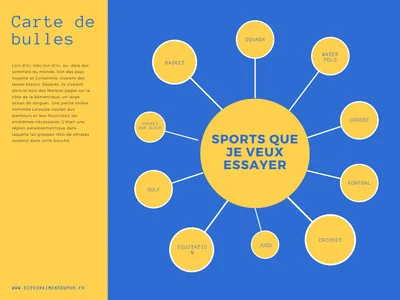 Carte de
bulles
Loin d'ici, très loin d'ici, au-delà des
sommets du monde, loin des pays
Voyelle et Consonne, vivaient des
textes brefs. Séparés, ils vivaient
dans le bois des Marque-pages sur la
côte de la Sémantique, un large
océan de langues. Une petite rivière
nommée Larousse coulait aux
alentours et leur fournissait les
emblèmes nécessaires. C'était une
région paradisématique dans
laquelle les groupes rôtis de phrases
volaient dans votre bouche.
WWW.SITEVRAIMENTSUPER.FR
SQUASH
WATER
POLO
BASKET
CROSSE
HOCKEY
SUR GLACE
SPORTS QUE
JE VEUX
ESSAYER
KORFBAL
GOLF
CRICKET
JUDO
ÉQUITATIO
N